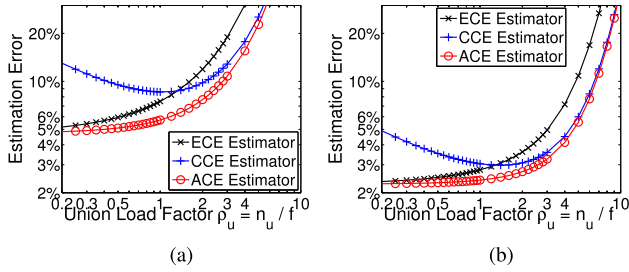 20%
10%
6%
5%
4%
3%
2%
Estimation Error
ECE Estimator
CCE Estimator
ACE Estimator
0.2 0.3 0.5 1 2 3 4 6 10
Union Load Factor ρu = nu / f
(a)
20%
10%
6%
5%
4%
3%
2%
Estimation Error
ECE Estimator
CCE Estimator
ACE Estimator
0.2 0.3 0.5 1 2 3 4 6 10
Union Load Factor ρu = nu / f
(b)